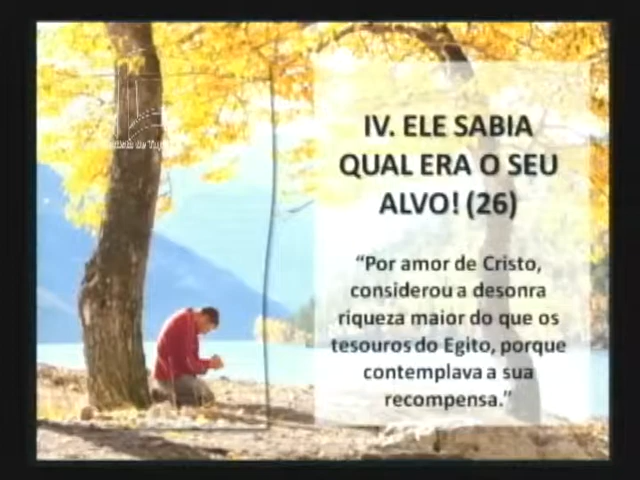 IV. ELE SABIA
QUAL ERA O SEU
ALVO! (26)
“Por amor de Cristo,
considerou a desonra
riqueza maior do que os
tesouros do Egito, porque
contemplava a sua
recompensa.”